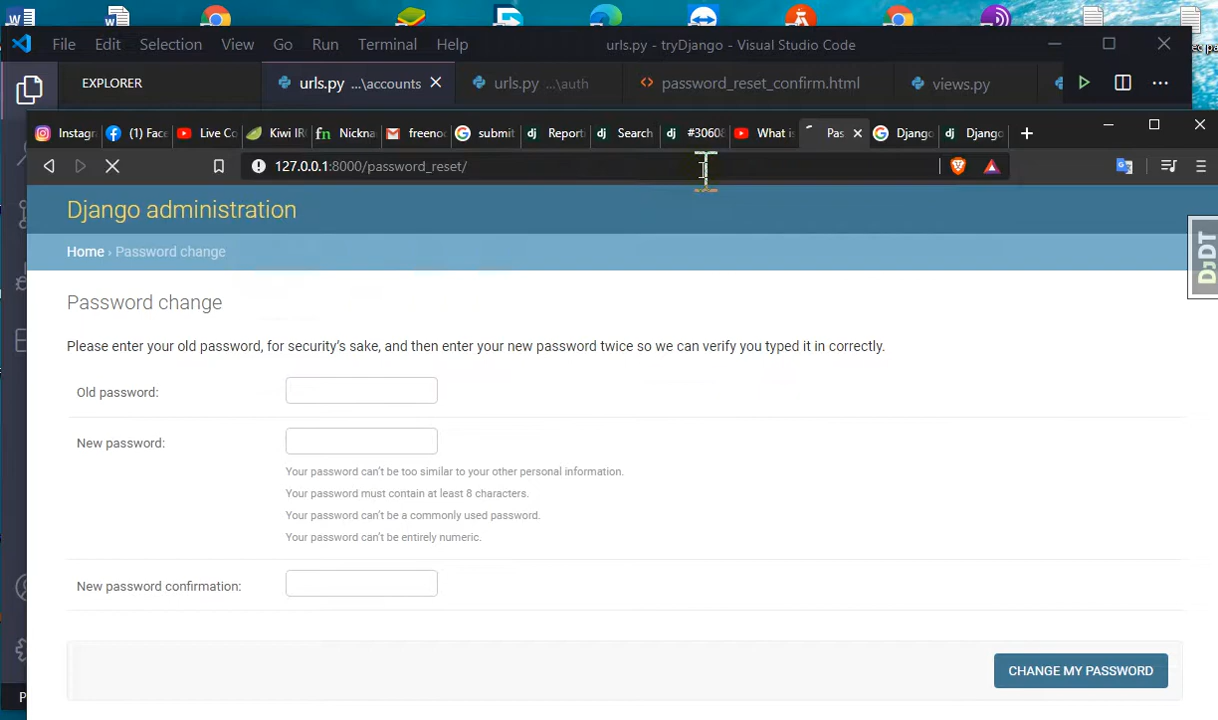 File Edit Selection View Go Run Terminal Help urls.py - tryDjango - Visual Studio Code
EXPLORER urls.py ...\accounts urls.py ...\auth password_reset_confirm.html views.py
Instagr (1) Face Live Co Kiwi IR Nickna freeno submit Report Search #30608 What is Pas Django Django
127.0.0.1:8000/password_reset/
Django administration
Home › Password change
DjDT
Password change
Please enter your old password, for security's sake, and then enter your new password twice so we can verify you typed it in correctly.
Old password:
New password:
Your password can't be too similar to your other personal information.
Your password must contain at least 8 characters.
Your password can't be a commonly used password.
Your password can't be entirely numeric.
New password confirmation:
CHANGE MY PASSWORD